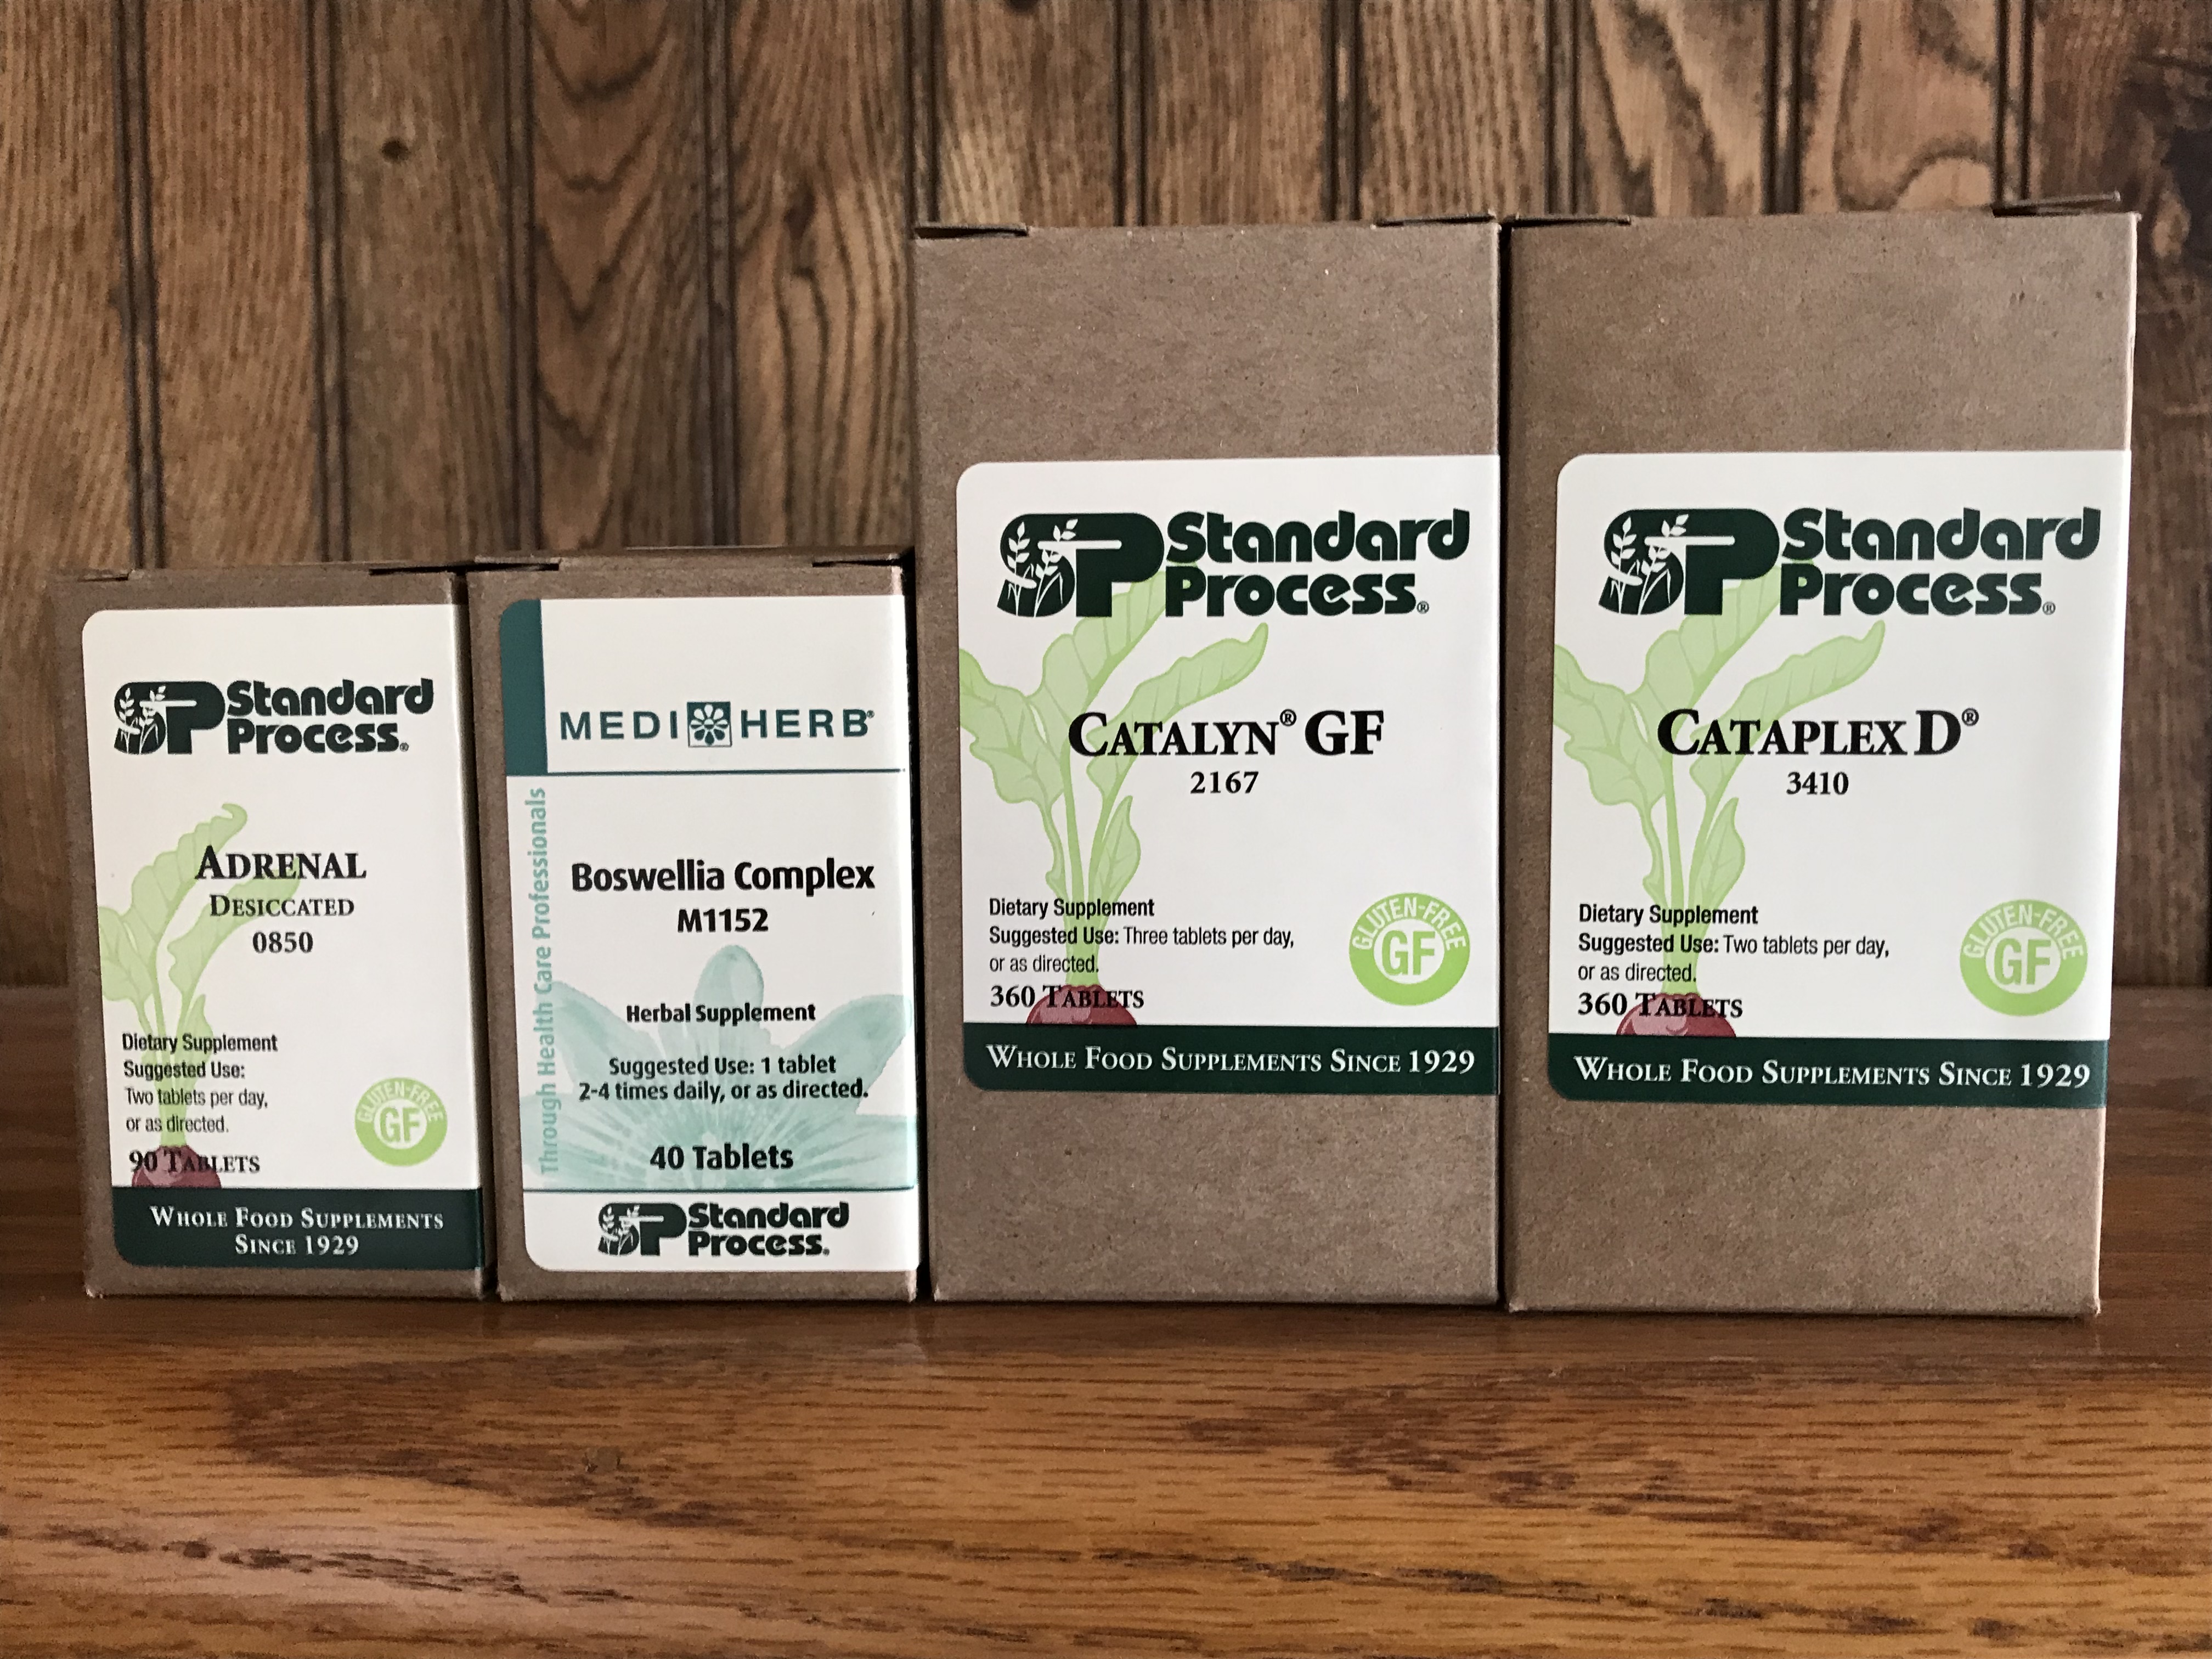 Standard
Process®
ADRENAL
DESICCATED
0850
Dietary Supplement
Suggested Use:
Two tablets per day,
or as directed.
90 TABLETS
GLUTEN-FREE
GF
WHOLE FOOD SUPPLEMENTS
SINCE 1929
MEDI HERB®
Through Health Care Professionals
Boswellia Complex
M1152
Herbal Supplement
Suggested Use: 1 tablet
2-4 times daily, or as directed.
40 Tablets
SP Standard
Process®
SP Standard
Process®
CATALYN® GF
2167
Dietary Supplement
Suggested Use: Three tablets per day,
or as directed.
360 TABLETS
GLUTEN-FREE
GF
WHOLE FOOD SUPPLEMENTS SINCE 1929
SP Standard
Process®
CATAPLEX D®
3410
Dietary Supplement
Suggested Use: Two tablets per day,
or as directed.
360 TABLETS
GLUTEN-FREE
GF
WHOLE FOOD SUPPLEMENTS SINCE 1929